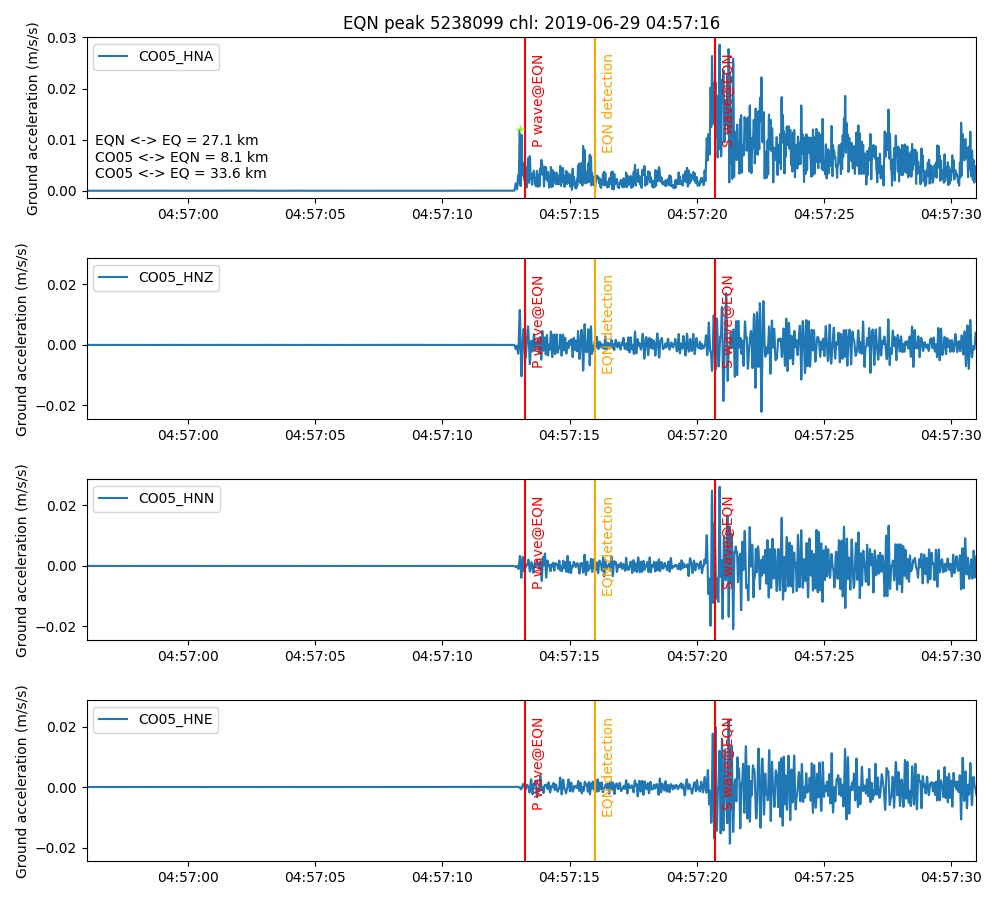 EQN peak 5238099 chl: 2019-06-29 04:57:16
Ground acceleration (m/s/s)
0.03
0.02
0.01
0.00
CO05_HNA
EQN <-> EQ = 27.1 km
CO05 <-> EQN = 8.1 km
CO05 <-> EQ = 33.6 km
P wave@EQN
EQN detection
S wave@EQN
04:57:00 04:57:05 04:57:10 04:57:15 04:57:20 04:57:25 04:57:30
Ground acceleration (m/s/s)
0.02
0.00
−0.02
CO05_HNZ
P wave@EQN
EQN detection
S wave@EQN
04:57:00 04:57:05 04:57:10 04:57:15 04:57:20 04:57:25 04:57:30
Ground acceleration (m/s/s)
0.02
0.00
−0.02
CO05_HNN
P wave@EQN
EQN detection
S wave@EQN
04:57:00 04:57:05 04:57:10 04:57:15 04:57:20 04:57:25 04:57:30
Ground acceleration (m/s/s)
0.02
0.00
−0.02
CO05_HNE
P wave@EQN
EQN detection
S wave@EQN
04:57:00 04:57:05 04:57:10 04:57:15 04:57:20 04:57:25 04:57:30